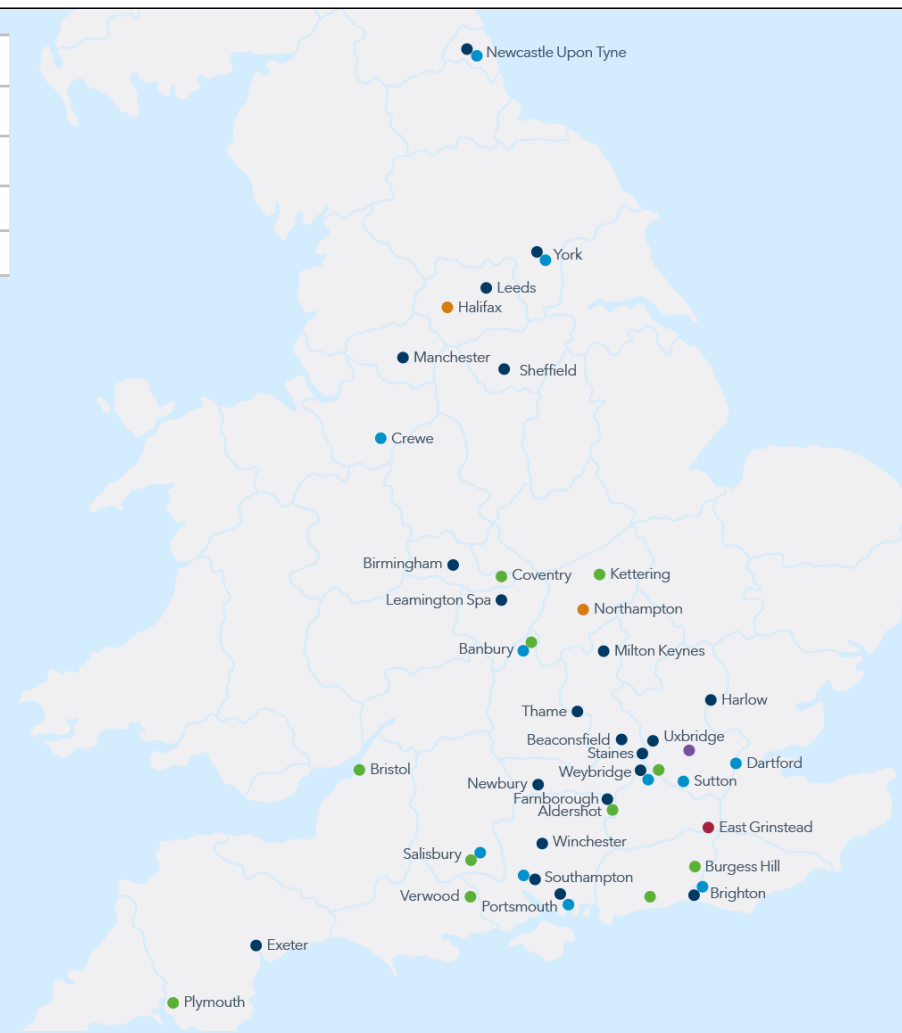 Newcastle Upon Tyne
York
Leeds
Halifax
Manchester
Sheffield
Crewe
Birmingham
Coventry
Kettering
Leamington Spa
Northampton
Banbury
Milton Keynes
Harlow
Thame
Beaconsfield
Uxbridge
Staines
Dartford
Bristol
Weybridge
Sutton
Newbury
Farnborough
Aldershot
East Grinstead
Winchester
Salisbury
Burgess Hill
Southampton
Brighton
Verwood
Portsmouth
Exeter
Plymouth